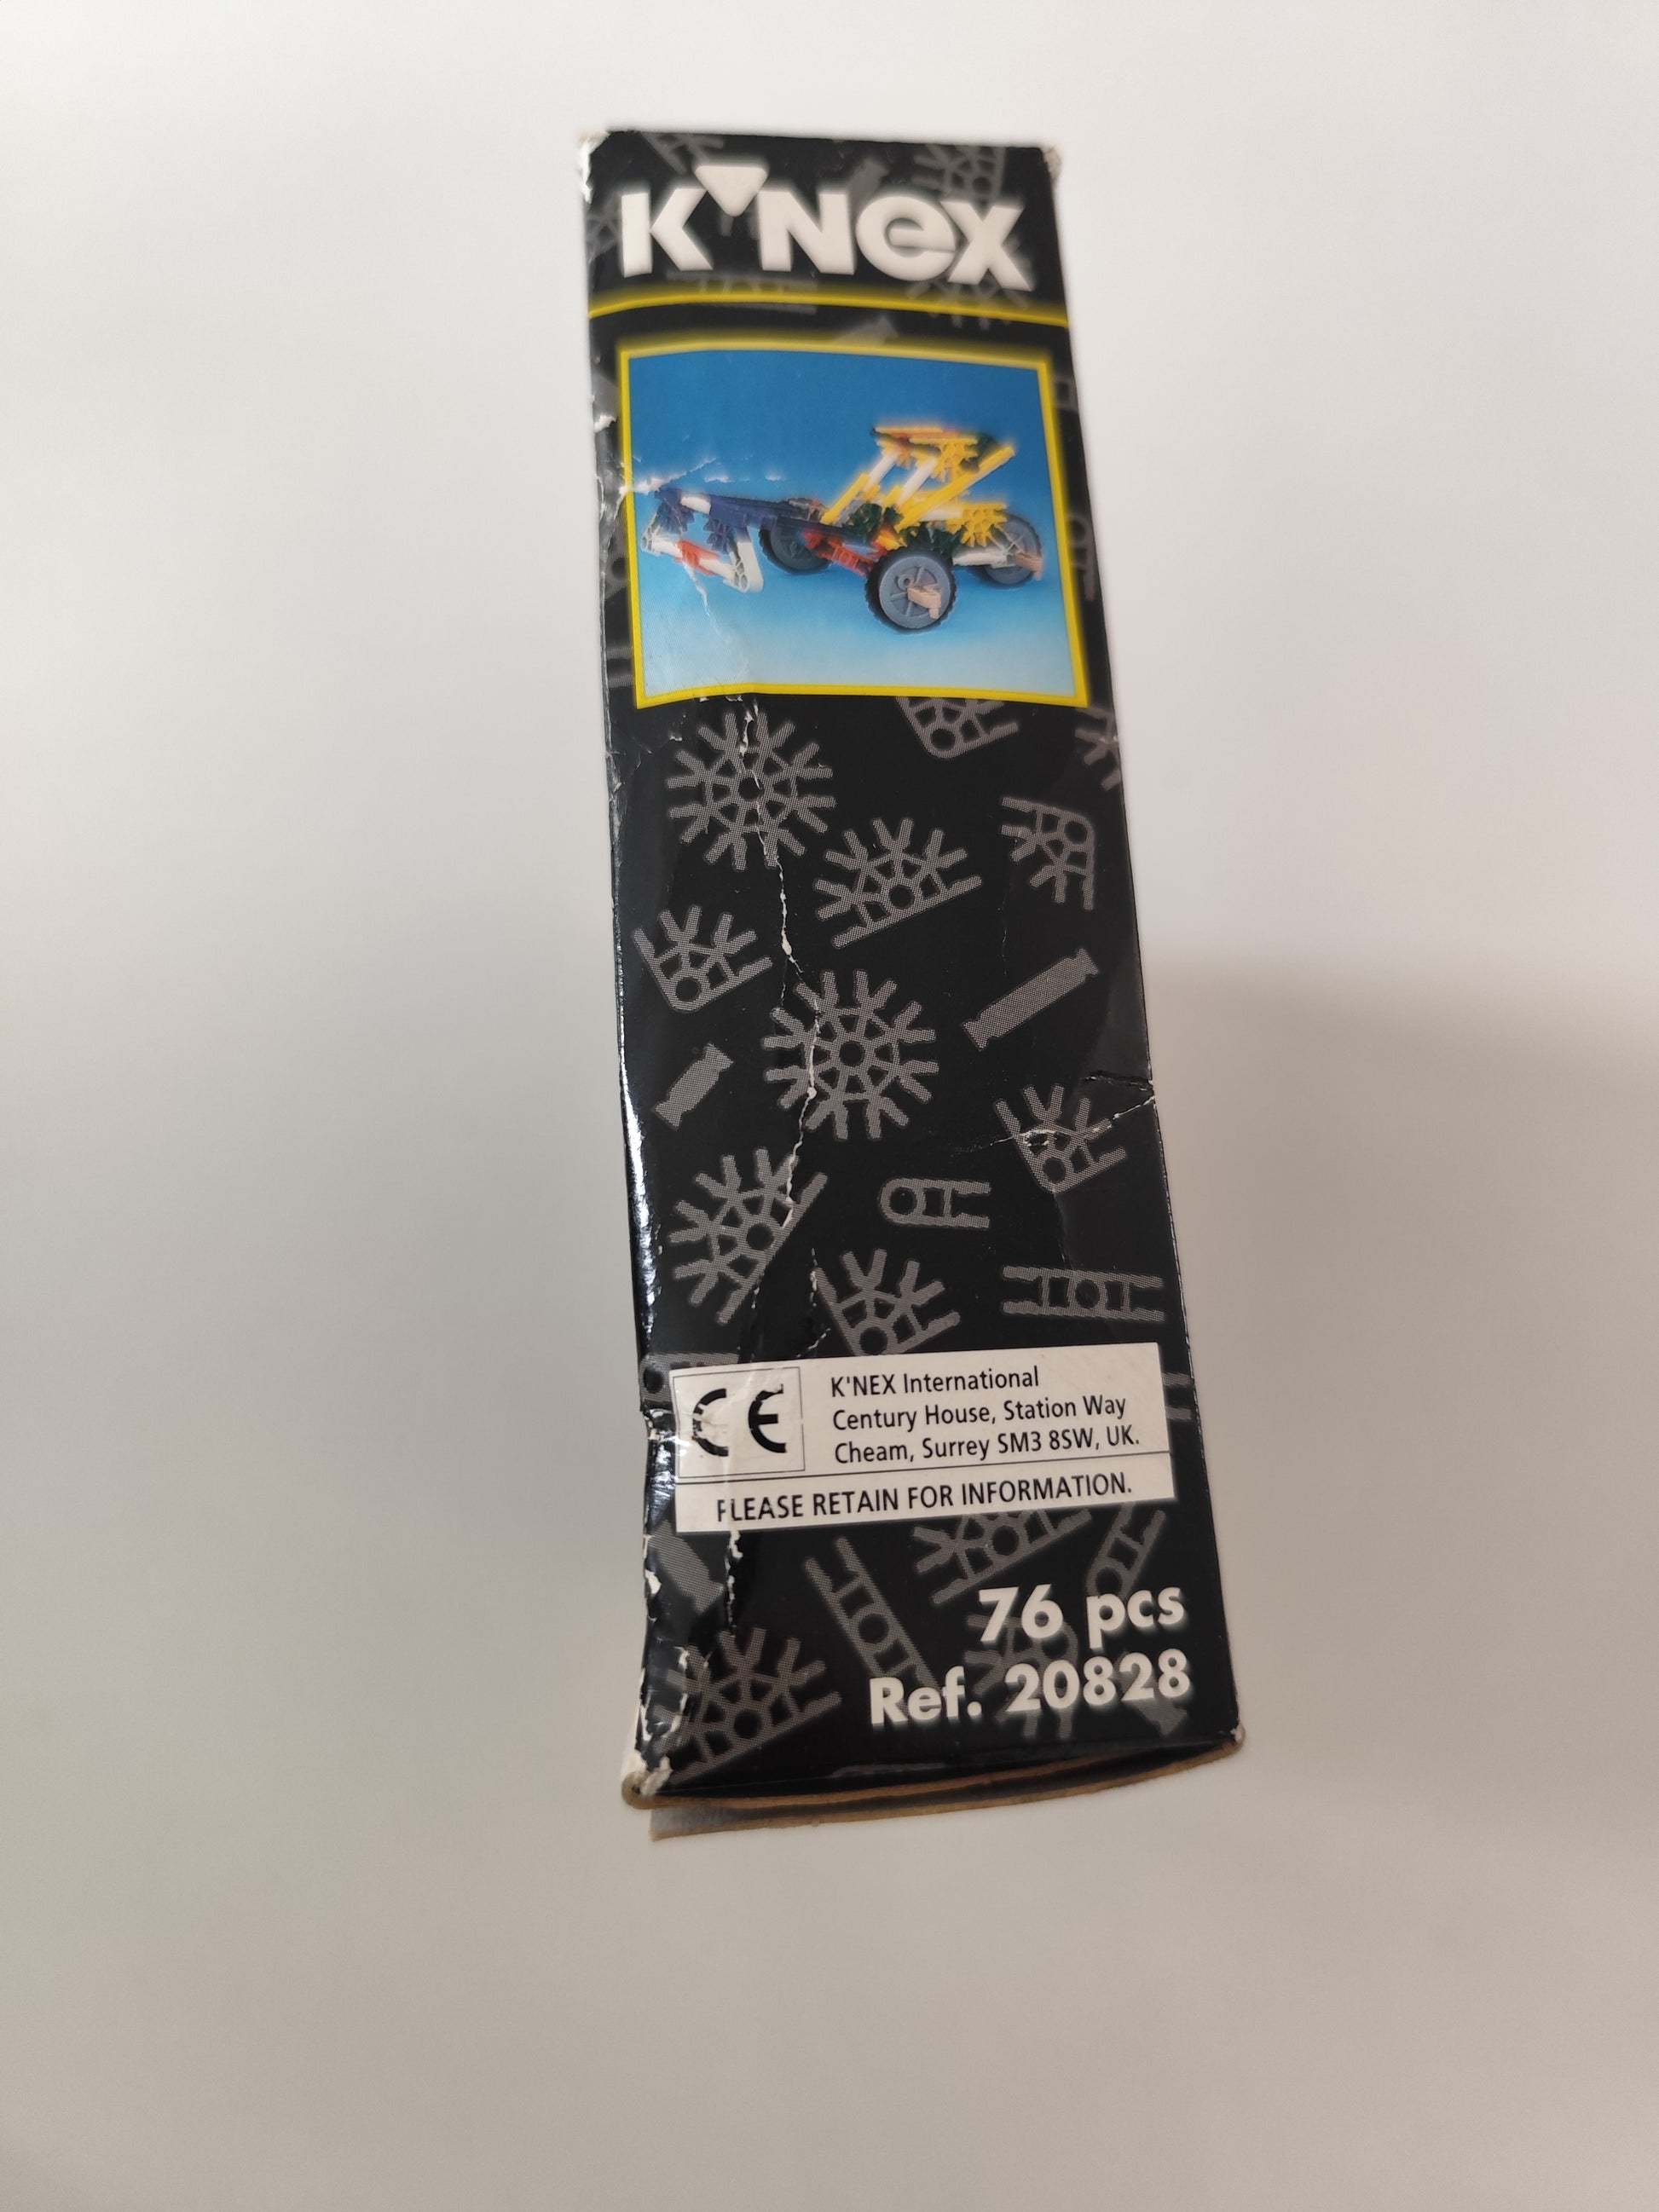 K'NEX
CE
K'NEX International
Century House, Station Way
Cheam, Surrey SM3 8SW, UK.
PLEASE RETAIN FOR INFORMATION.
76 pcs
Ref. 20828